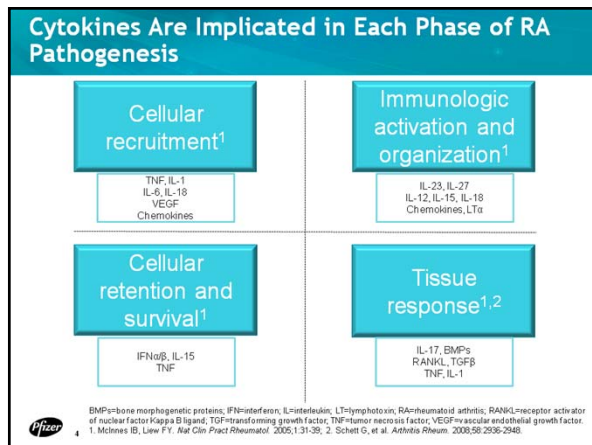 Cytokines Are Implicated in Each Phase of RA
Pathogenesis
Cellular
recruitment1
TNF, IL-1
IL-6, IL-18
VEGF
Chemokines
Immunologic
activation and
organization1
IL-23, IL-27
IL-12, IL-15, IL-18
Chemokines, LTα
Cellular
retention and
survival1
IFNα/β, IL-15
TNF
Tissue
response1,2
IL-17, BMPs
RANKL, TGFβ
TNF, IL-1
BMPs=bone morphogenetic proteins; IFN=interferon; IL=interleukin; LT=lymphotoxin; RA=rheumatoid arthritis; RANKL=receptor activator
of nuclear factor Kappa B ligand; TGF=transforming growth factor; TNF=tumor necrosis factor; VEGF=vascular endothelial growth factor.
1. McInnes IB, Liew FY. Nat Clin Pract Rheumatol. 2005;1:31-39; 2. Schett G, et al. Arthritis Rheum. 2008;58:2936-2948.
Pfizer
4